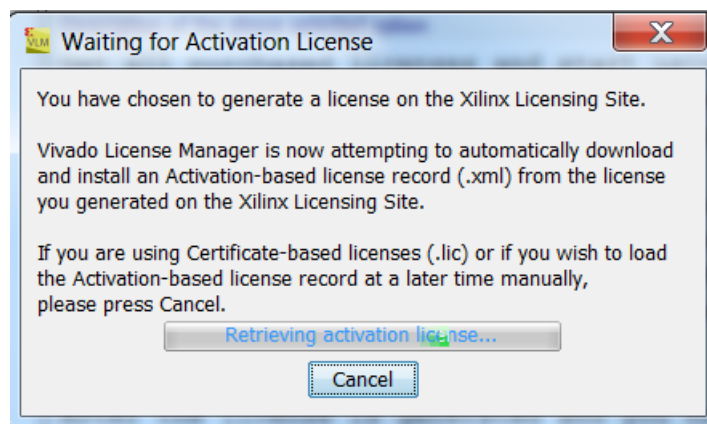 VLM
Waiting for Activation License
X
You have chosen to generate a license on the Xilinx Licensing Site.
Vivado License Manager is now attempting to automatically download
and install an Activation-based license record (.xml) from the license
you generated on the Xilinx Licensing Site.
If you are using Certificate-based licenses (.lic) or if you wish to load
the Activation-based license record at a later time manually,
please press Cancel.
Retrieving activation license...
Cancel